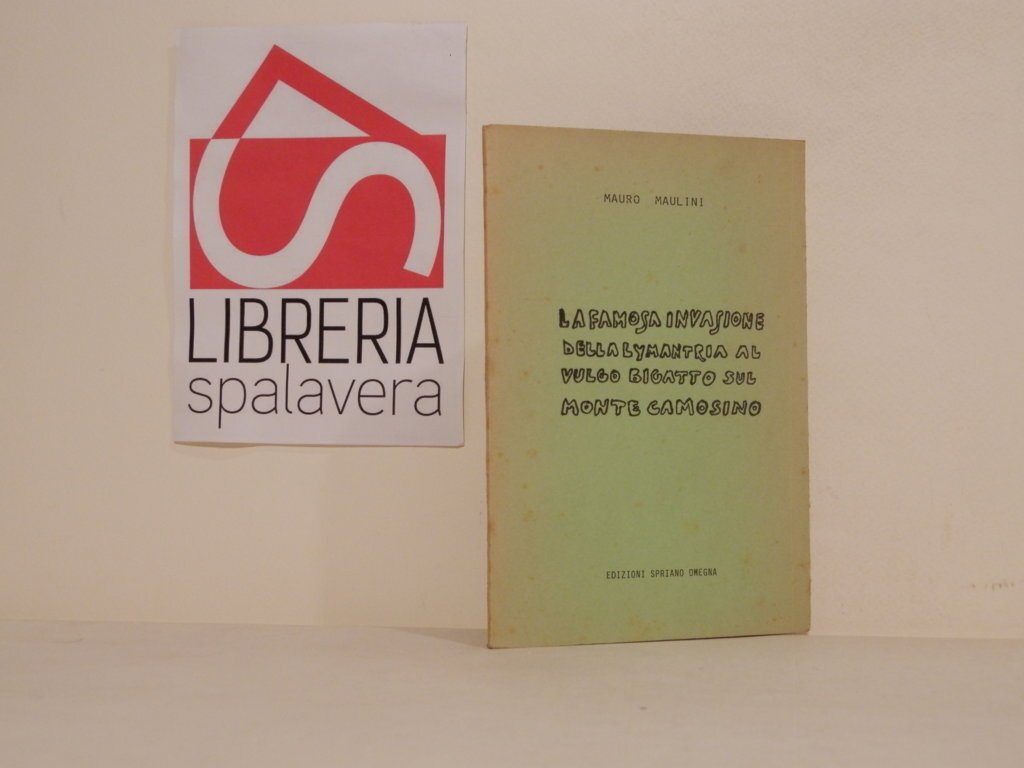 LIBRERIA
spalavera
MAURO MAULINI
LA FAMOSA INVASIONE
DELLA LYMANTRIA AL
VULGO BIGATTO SUL
MONTE CAMOSINO
EDIZIONI SPRIANO OMEGNA